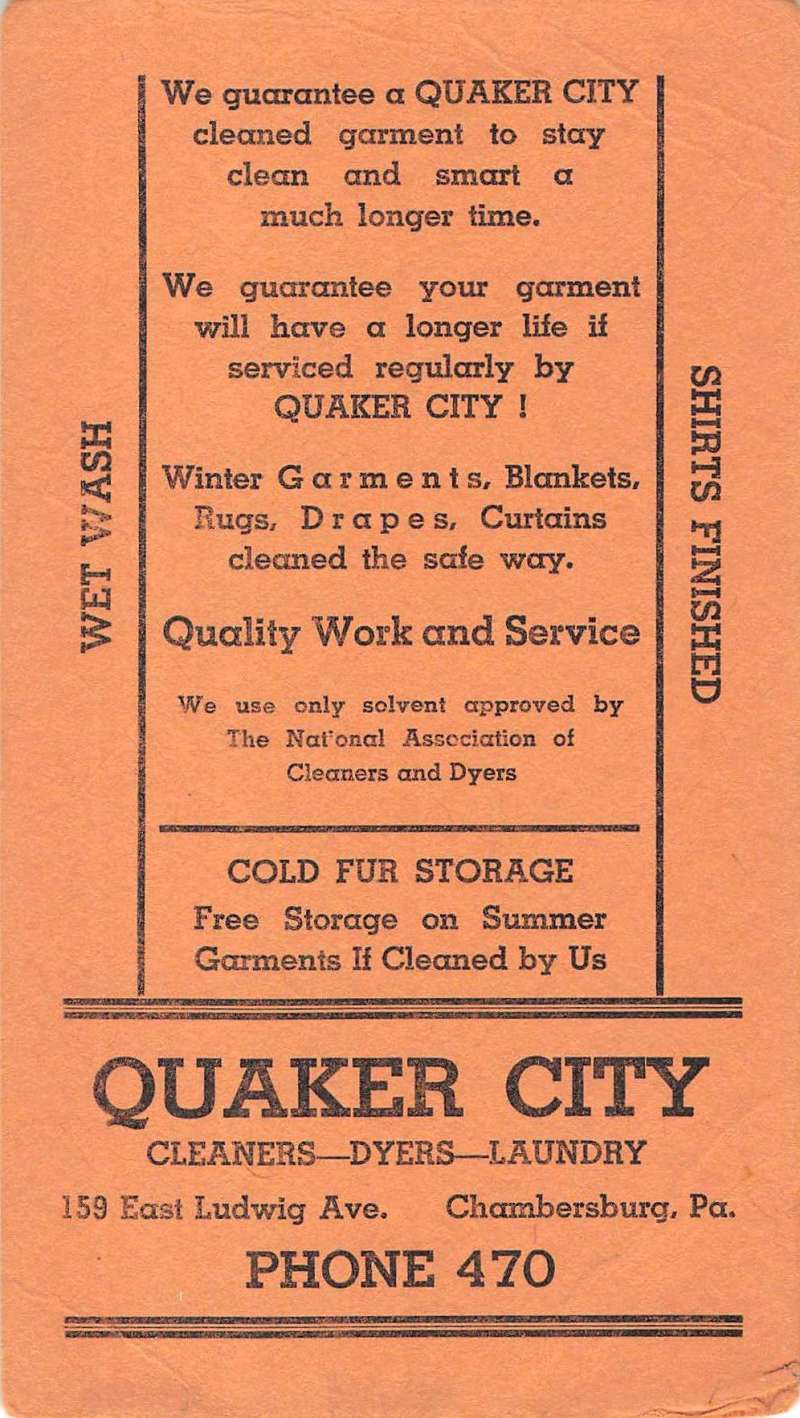 We guarantee a QUAKER CITY
cleaned garment to stay
clean and smart a
much longer time.
We guarantee your garment
will have a longer life if
serviced regularly by
QUAKER CITY !
Winter Garments, Blankets,
Rugs, Drapes, Curtains
cleaned the safe way.
Quality Work and Service
We use only solvent approved by
The National Association of
Cleaners and Dyers
WET WASH
SHIRTS FINISHED
COLD FUR STORAGE
Free Storage on Summer
Garments If Cleaned by Us
QUAKER CITY
CLEANERS—DYERS—LAUNDRY
159 East Ludwig Ave. Chambersburg, Pa.
PHONE 470